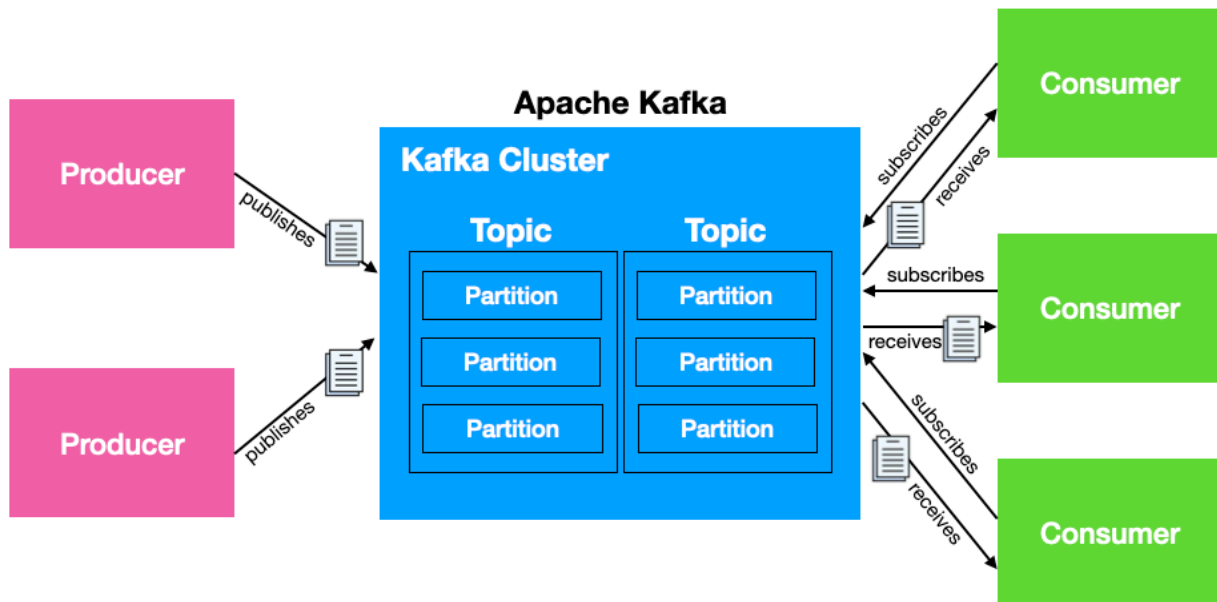 Apache Kafka
Kafka Cluster
Producer
publishes
Producer
publishes
Topic
Partition
Partition
Partition
Topic
Partition
Partition
Partition
subscribes
receives
Consumer
subscribes
receives
Consumer
subscribes
receives
Consumer